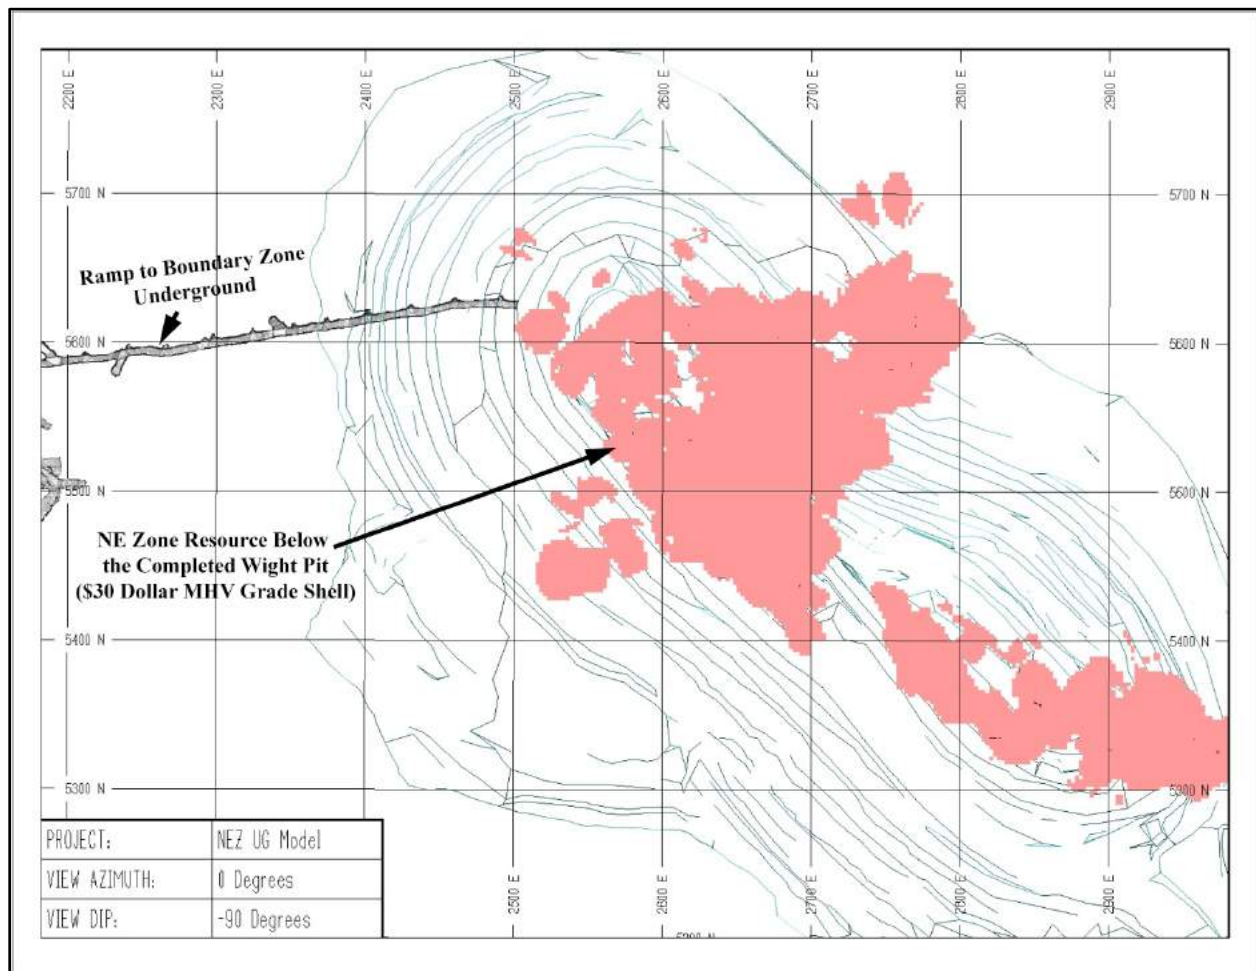 2200 E
2300 E
2400 E
2500 E
2600 E
2700 E
2800 E
2900 E
5700 N
5700 N
Ramp to Boundary Zone
Underground
5600 N
5600 N
5500 N
5500 N
NE Zone Resource Below
the Completed Wight Pit
($30 Dollar MHV Grade Shell)
5400 N
5400 N
5300 N
5300 N
PROJECT: NEZ UG Model
VIEW AZIMUTH: 0 Degrees
VIEW DIP: -90 Degrees
2500 E
2600 E
2700 E
2800 E
2900 E